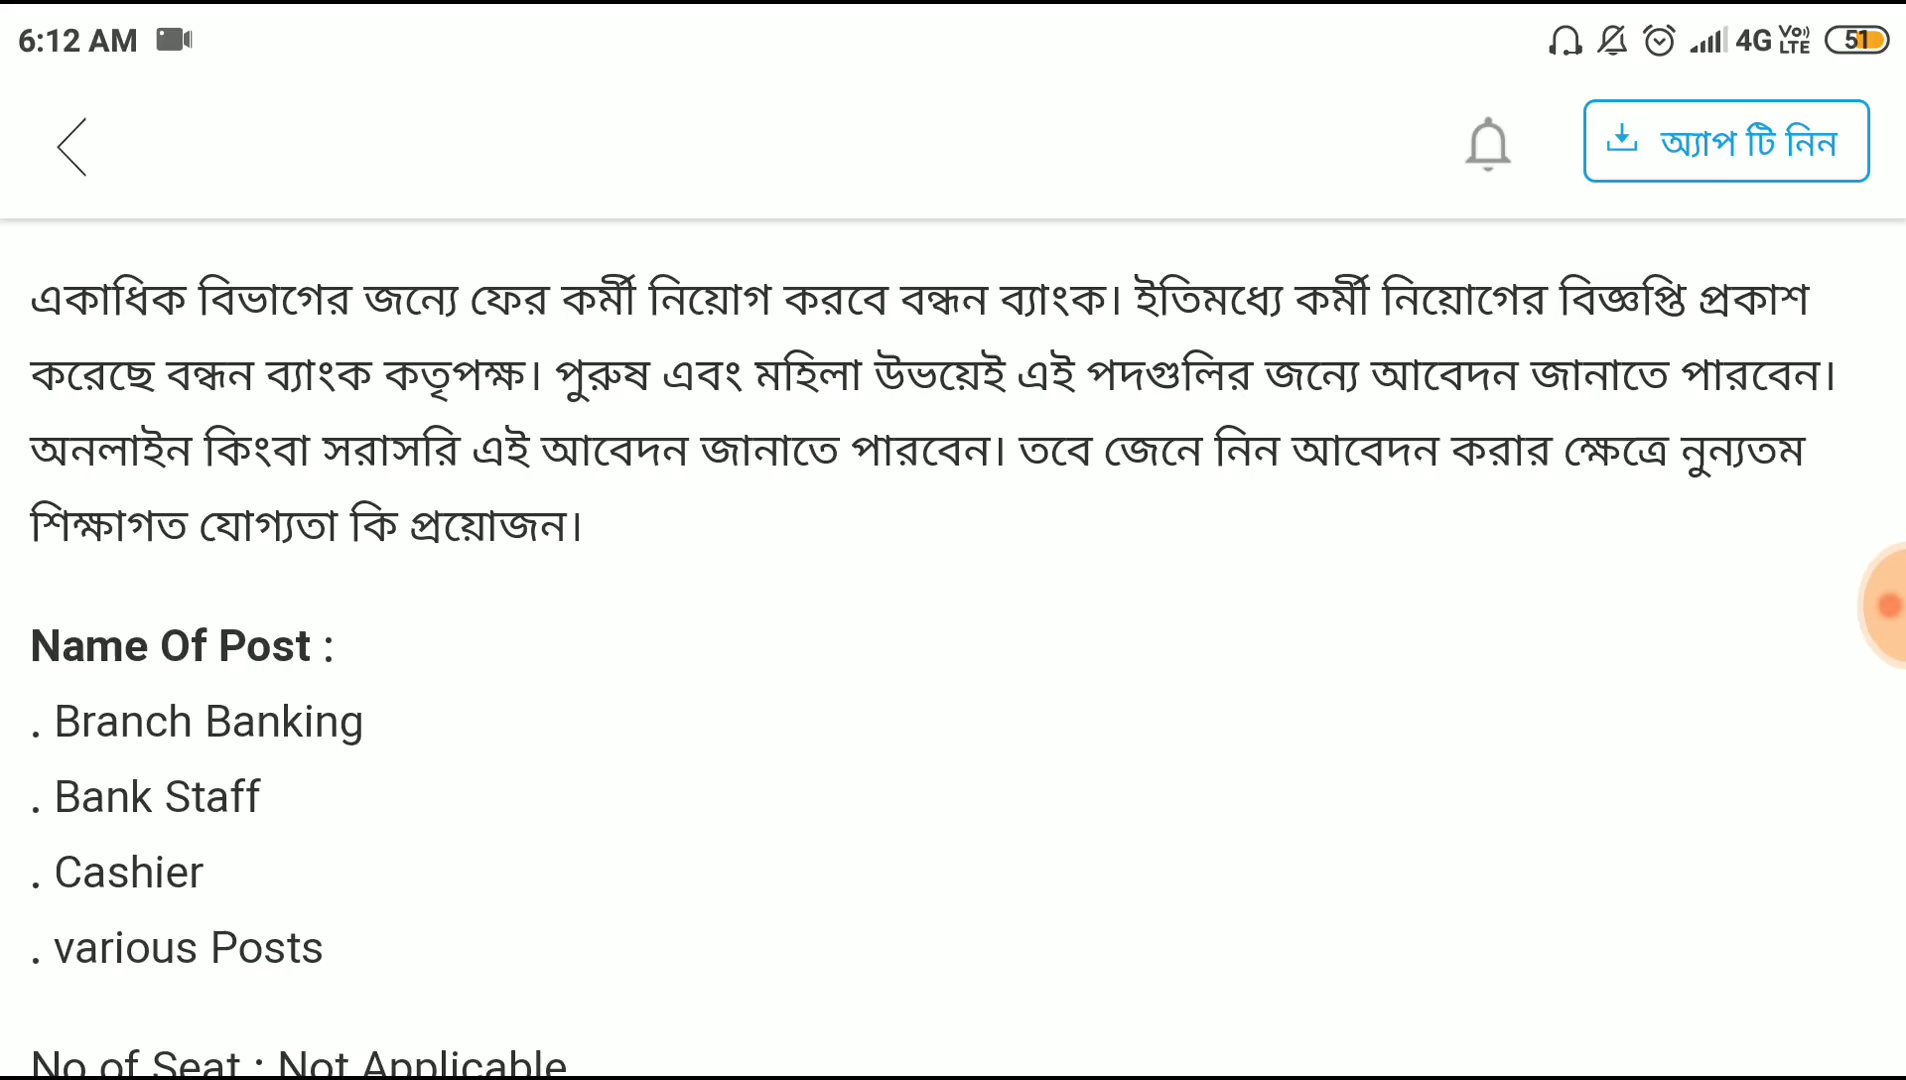 6:12 AM
4G VoLTE 51
অ্যাপ টি নিন
একাধিক বিভাগের জন্যে ফের কর্মী নিয়োগ করবে বন্ধন ব্যাংক। ইতিমধ্যে কর্মী নিয়োগের বিজ্ঞপ্তি প্রকাশ
করেছে বন্ধন ব্যাংক কতৃপক্ষ। পুরুষ এবং মহিলা উভয়েই এই পদগুলির জন্যে আবেদন জানাতে পারবেন।
অনলাইন কিংবা সরাসরি এই আবেদন জানাতে পারবেন। তবে জেনে নিন আবেদন করার ক্ষেত্রে নুন্যতম
শিক্ষাগত যোগ্যতা কি প্রয়োজন।
Name Of Post :
. Branch Banking
. Bank Staff
. Cashier
. various Posts
No of Seat : Not Applicable